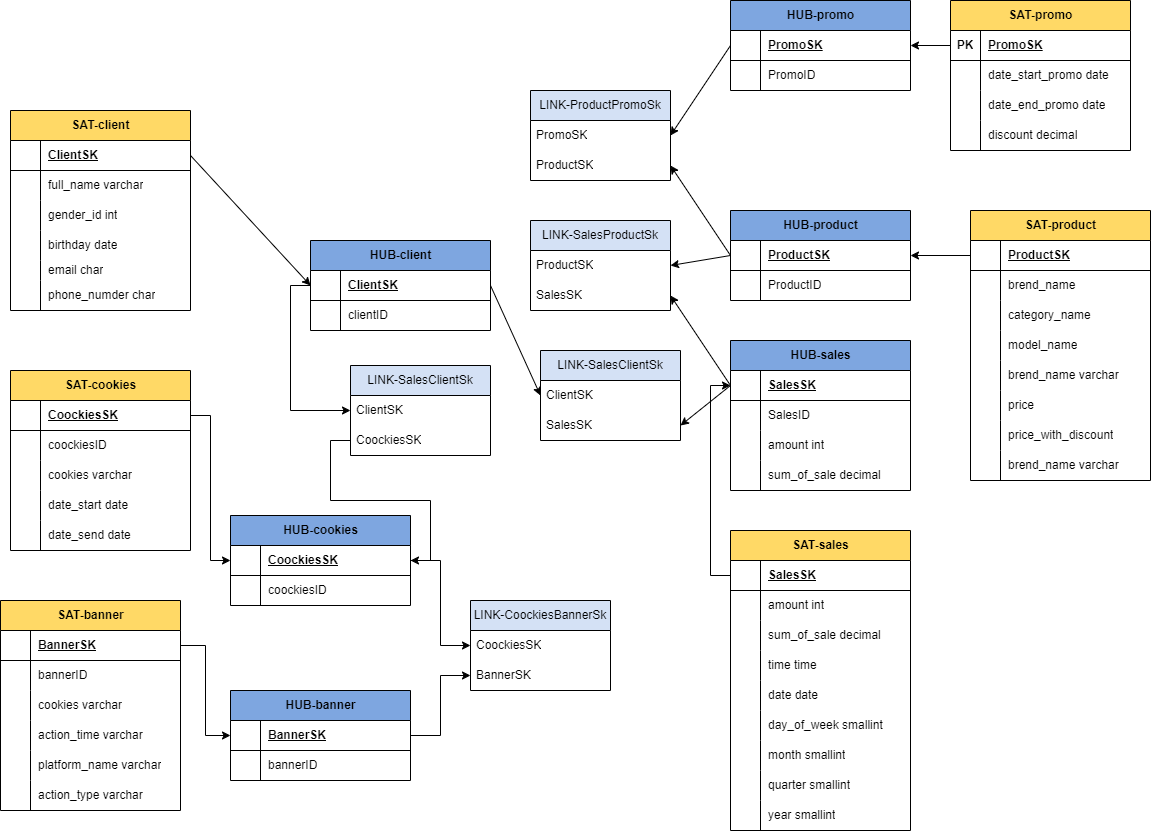 HUB-promo
PromoSK
PromoID
SAT-promo
PK PromoSK
date_start_promo date
date_end_promo date
discount decimal
LINK-ProductPromoSk
PromoSK
ProductSK
SAT-client
ClientSK
full_name varchar
gender_id int
birthday date
email char
phone_numder char
HUB-client
ClientSK
clientID
LINK-SalesProductSk
ProductSK
SalesSK
HUB-product
ProductSK
ProductID
SAT-product
ProductSK
brend_name
category_name
model_name
brend_name varchar
price
price_with_discount
brend_name varchar
HUB-sales
SalesSK
SalesID
amount int
sum_of_sale decimal
LINK-SalesClientSk
ClientSK
SalesSK
LINK-SalesClientSk
ClientSK
CoockiesSK
SAT-cookies
CoockiesSK
coockiesID
cookies varchar
date_start date
date_send date
HUB-cookies
CoockiesSK
coockiesID
SAT-sales
SalesSK
amount int
sum_of_sale decimal
time time
date date
day_of_week smallint
month smallint
quarter smallint
year smallint
SAT-banner
BannerSK
bannerID
cookies varchar
action_time varchar
platform_name varchar
action_type varchar
LINK-CoockiesBannerSk
CoockiesSK
BannerSK
HUB-banner
BannerSK
bannerID